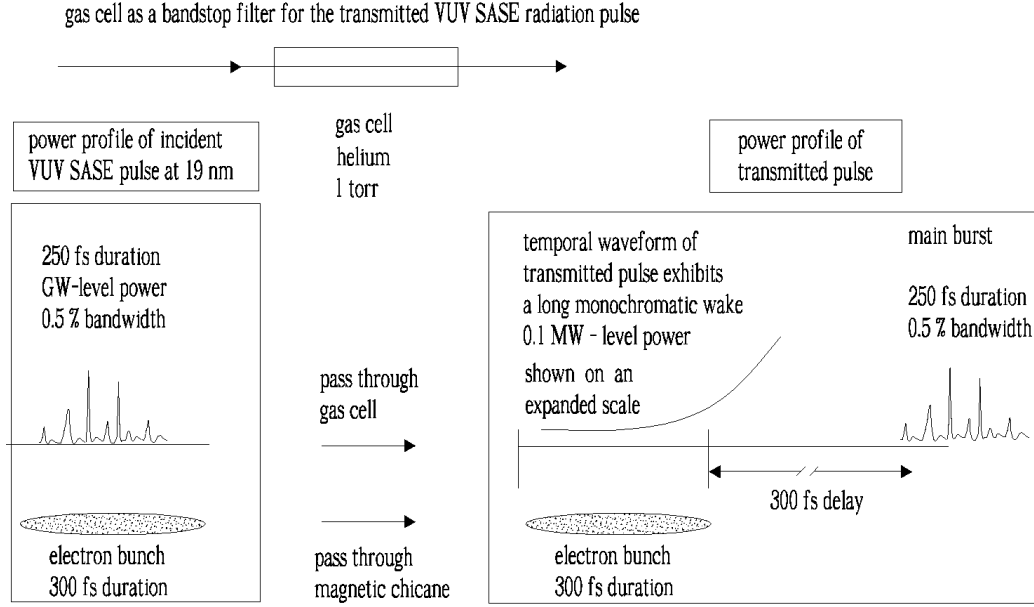 gas cell as a bandstop filter for the transmitted VUV SASE radiation pulse
power profile of incident
VUV SASE pulse at 19 nm
gas cell
helium
1 torr
power profile of
transmitted pulse
250 fs duration
GW-level power
0.5 % bandwidth
electron bunch
300 fs duration
pass through
gas cell
pass through
magnetic chicane
temporal waveform of
transmitted pulse exhibits
a long monochromatic wake
0.1 MW - level power
shown on an
expanded scale
main burst
250 fs duration
0.5 % bandwidth
300 fs delay
electron bunch
300 fs duration